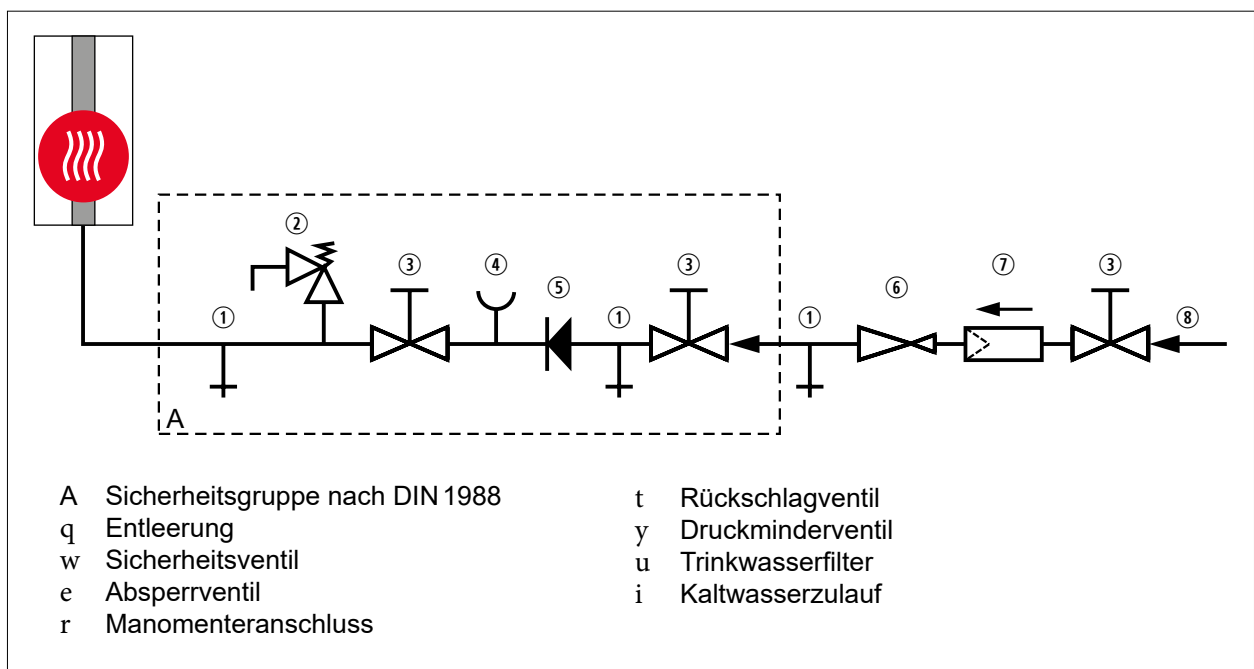 ②
③
④
⑤
③
⑥
⑦
③
①
①
①
⑧
A
A Sicherheitsgruppe nach DIN 1988
q Entleerung
w Sicherheitsventil
e Absperrventil
r Manomenteranschluss
t Rückschlagventil
y Druckminderventil
u Trinkwasserfilter
i Kaltwasserzulauf